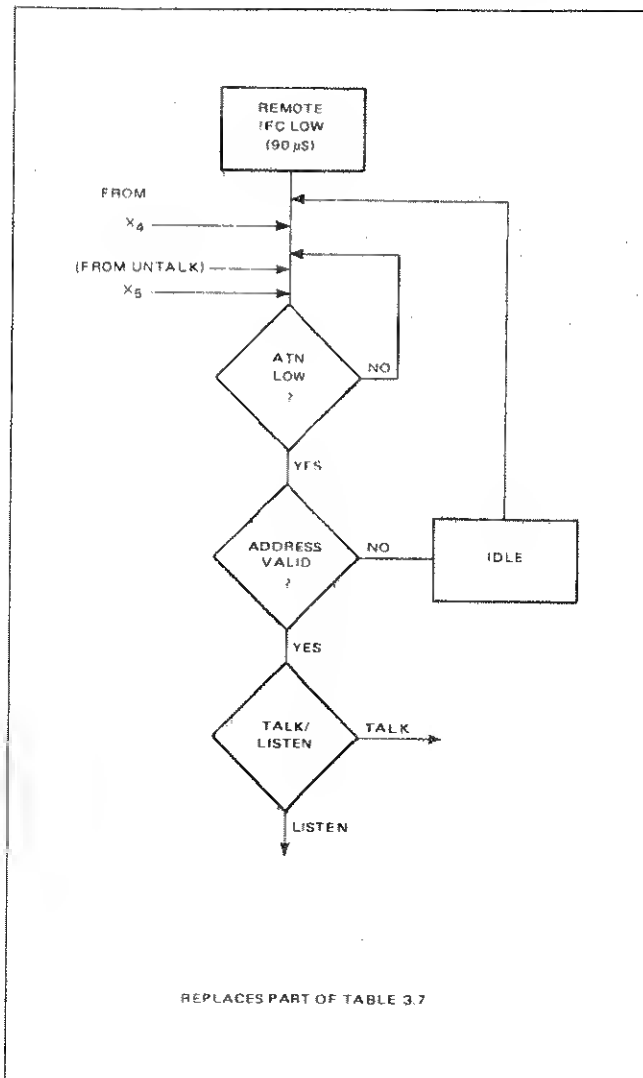 REMOTE
IFC LOW
(90 µS)
FROM
X4
(FROM UNTALK)
X5
ATN
LOW
?
NO
YES
ADDRESS
VALID
?
NO
IDLE
YES
TALK/
LISTEN
TALK
LISTEN
REPLACES PART OF TABLE 3.7